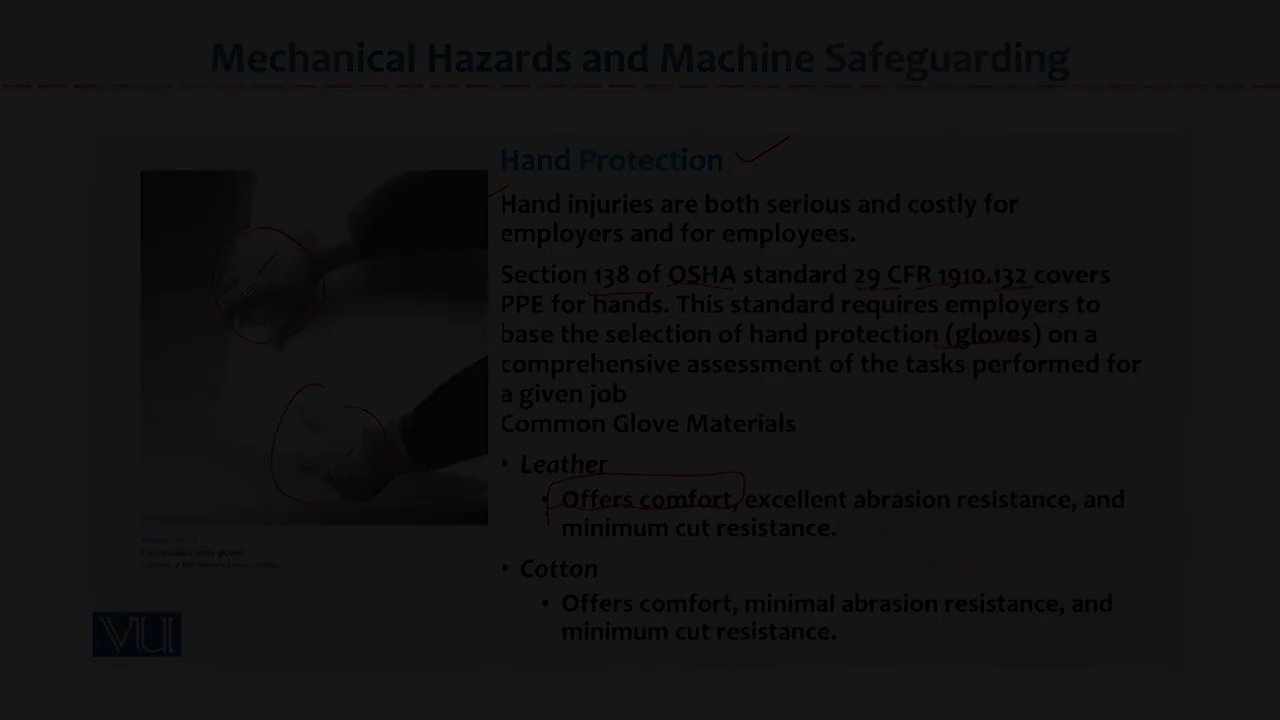 Mechanical Hazards and Machine Safeguarding
Hand Protection
Hand injuries are both serious and costly for
employers and for employees.
Section 138 of OSHA standard 29 CFR 1910.132 covers
PPE for hands. This standard requires employers to
base the selection of hand protection (gloves) on a
comprehensive assessment of the tasks performed for
a given job
Common Glove Materials
• Leather
• Offers comfort, excellent abrasion resistance, and
minimum cut resistance.
• Cotton
• Offers comfort, minimal abrasion resistance, and
minimum cut resistance.
VU